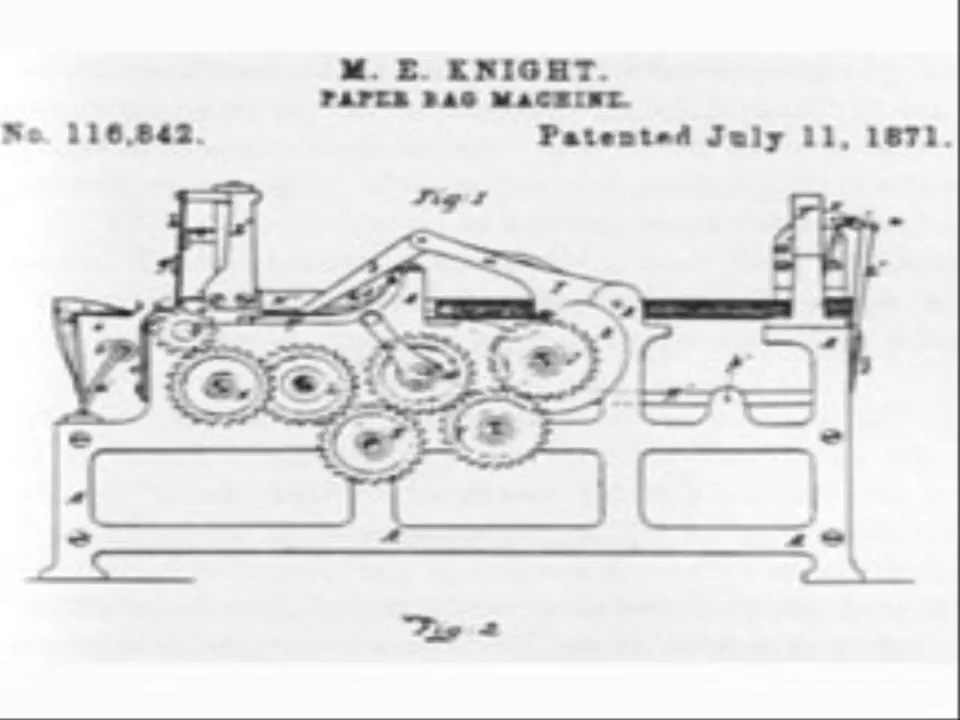 M. E. KNIGHT.
PAPER BAG MACHINE.
No. 116,842.
Patented July 11, 1871.
Fig: 1
A
A
A
A
Fig: 2